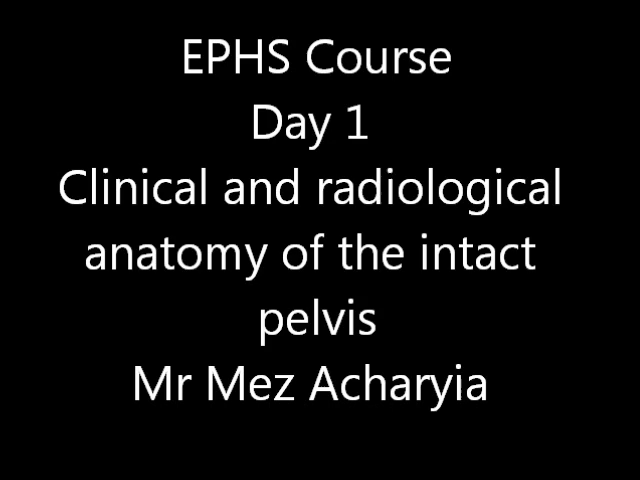 EPHS Course
Day 1
Clinical and radiological
anatomy of the intact
pelvis
Mr Mez Acharyia